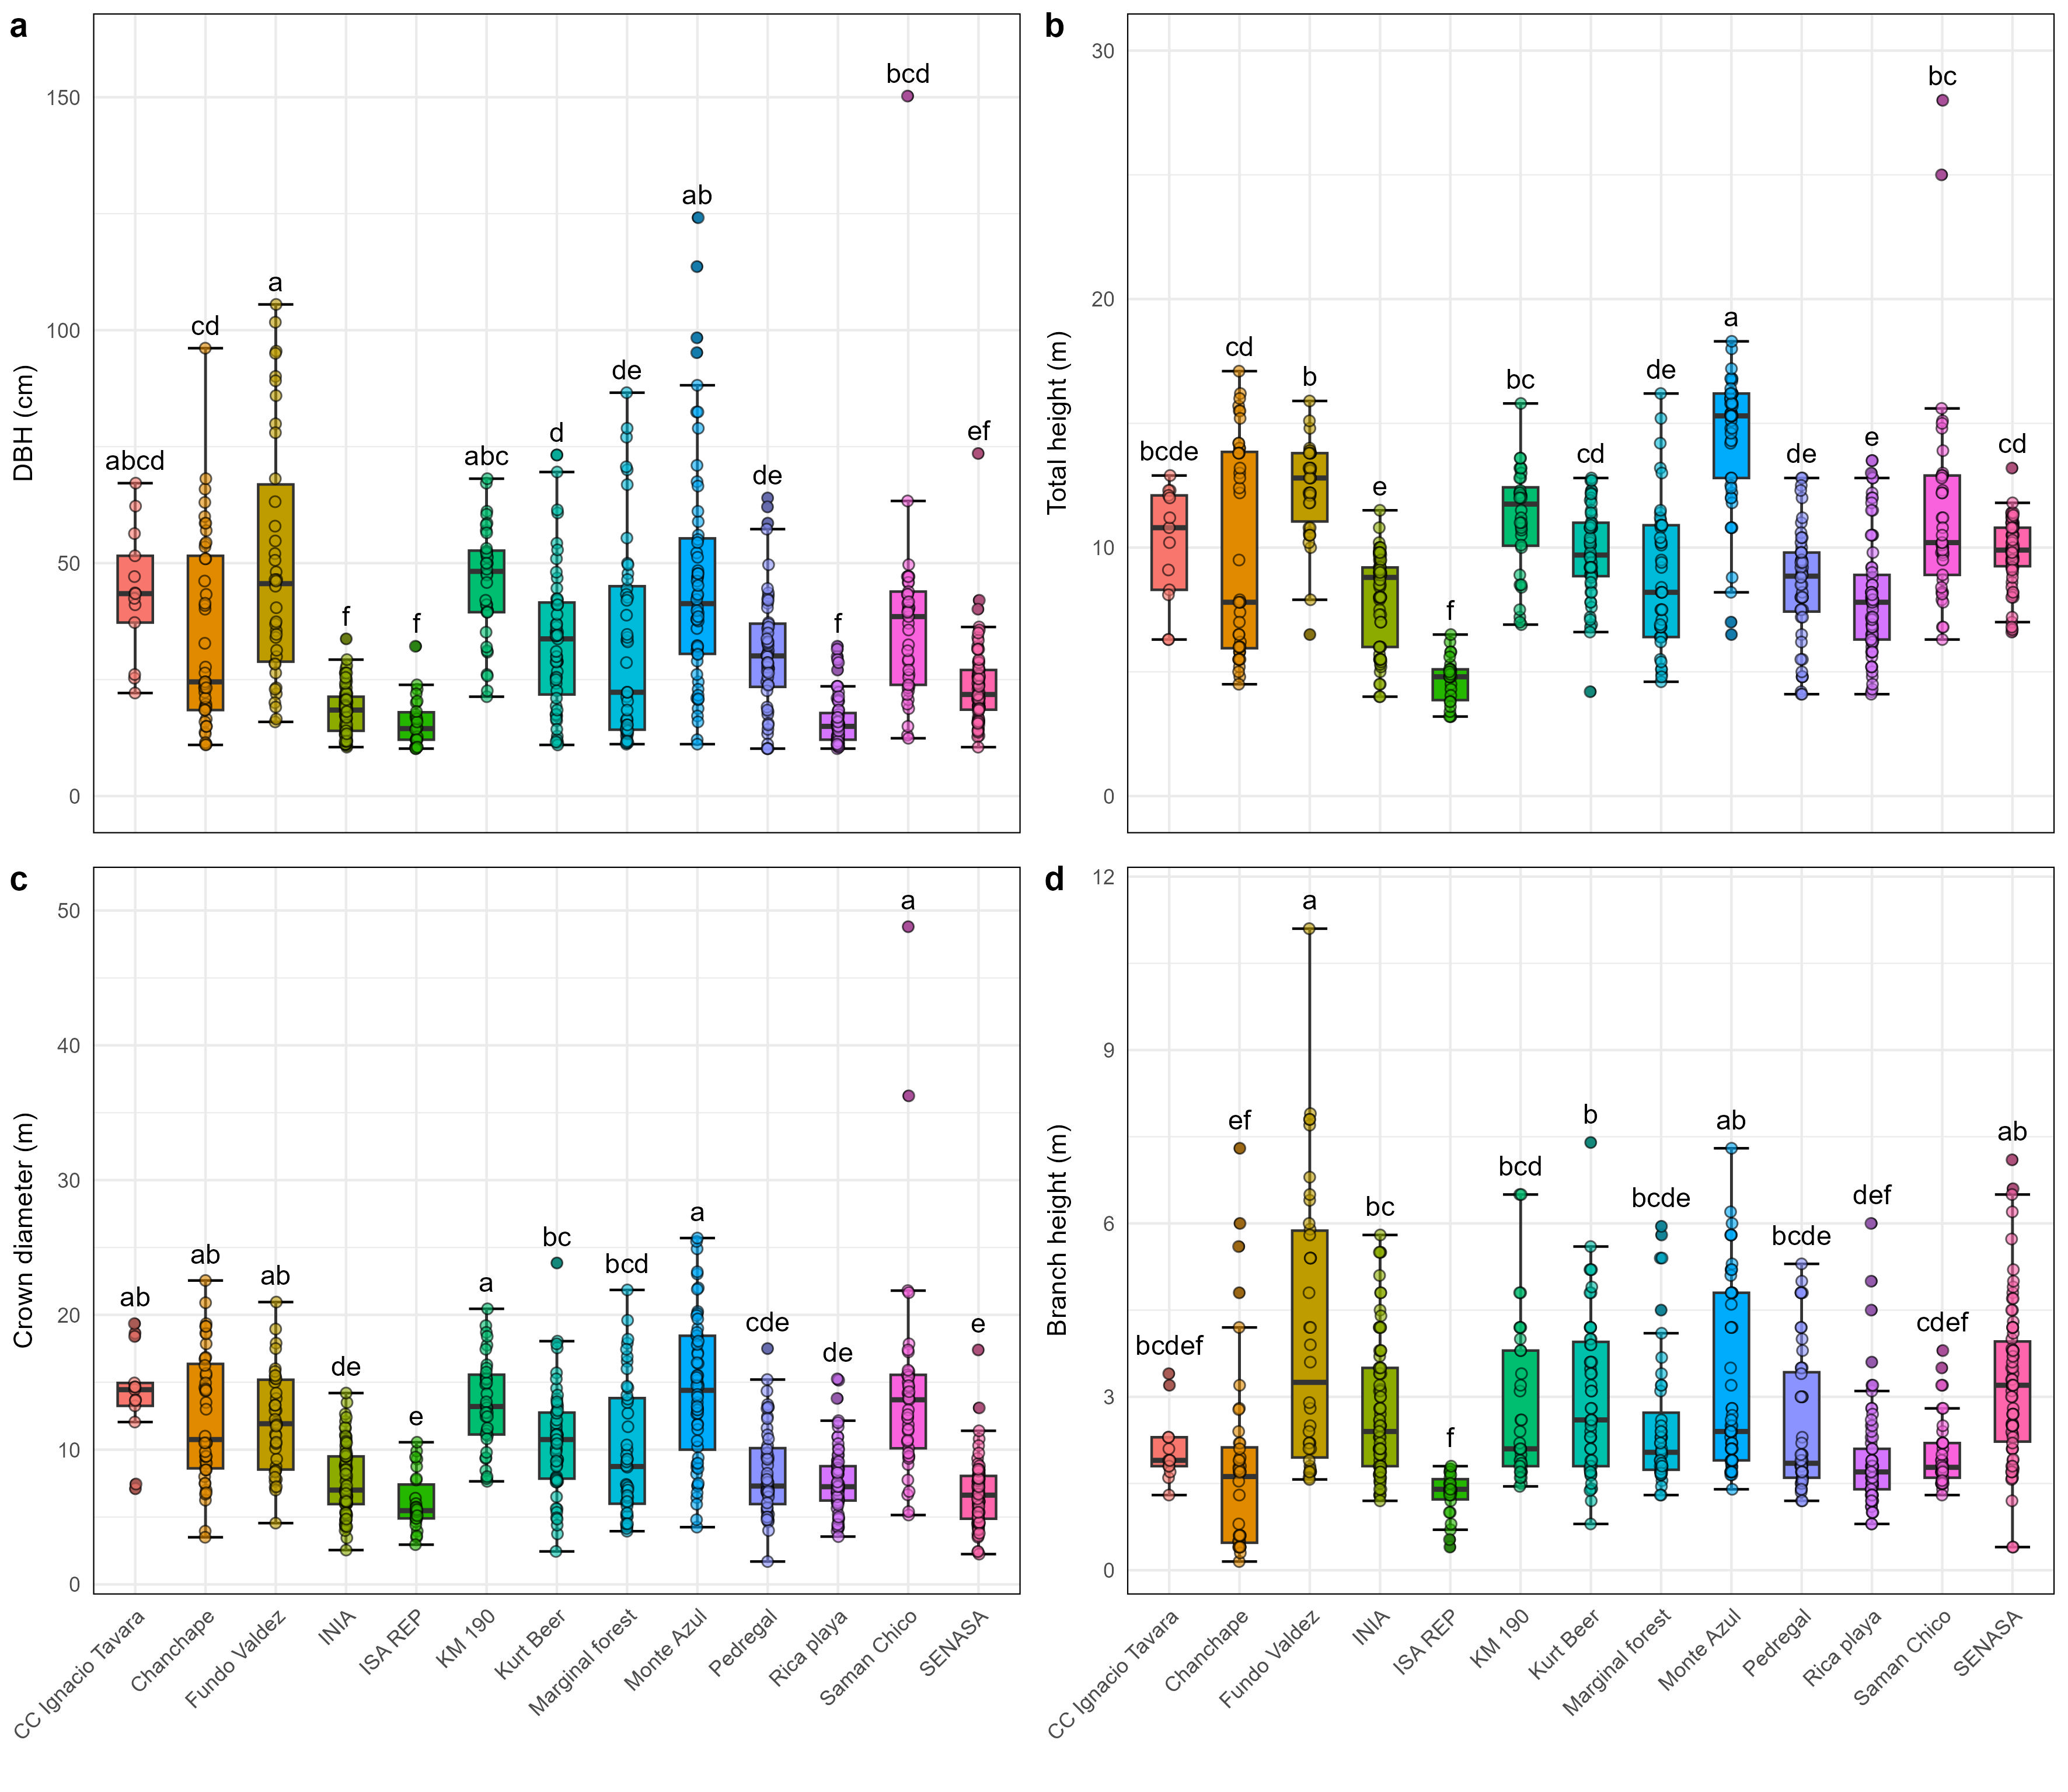 a
DBH (cm)
150
100
50
0
abcd
cd
a
f
f
abc
d
de
ab
de
f
bcd
ef
b
Total height (m)
30
20
10
0
bcde
cd
b
e
f
bc
cd
de
a
de
e
bc
cd
c
Crown diameter (m)
50
40
30
20
10
0
ab
ab
ab
de
e
a
bc
bcd
a
cde
de
a
e
CC Ignacio Tavara
Chanchape
Fundo Valdez
INIA
ISA REP
KM 190
Kurt Beer
Marginal forest
Monte Azul
Pedregal
Rica playa
Saman Chico
SENASA
d
Branch height (m)
12
9
6
3
0
bcdef
ef
a
bc
f
bcd
b
bcde
ab
bcde
def
cdef
ab
CC Ignacio Tavara
Chanchape
Fundo Valdez
INIA
ISA REP
KM 190
Kurt Beer
Marginal forest
Monte Azul
Pedregal
Rica playa
Saman Chico
SENASA